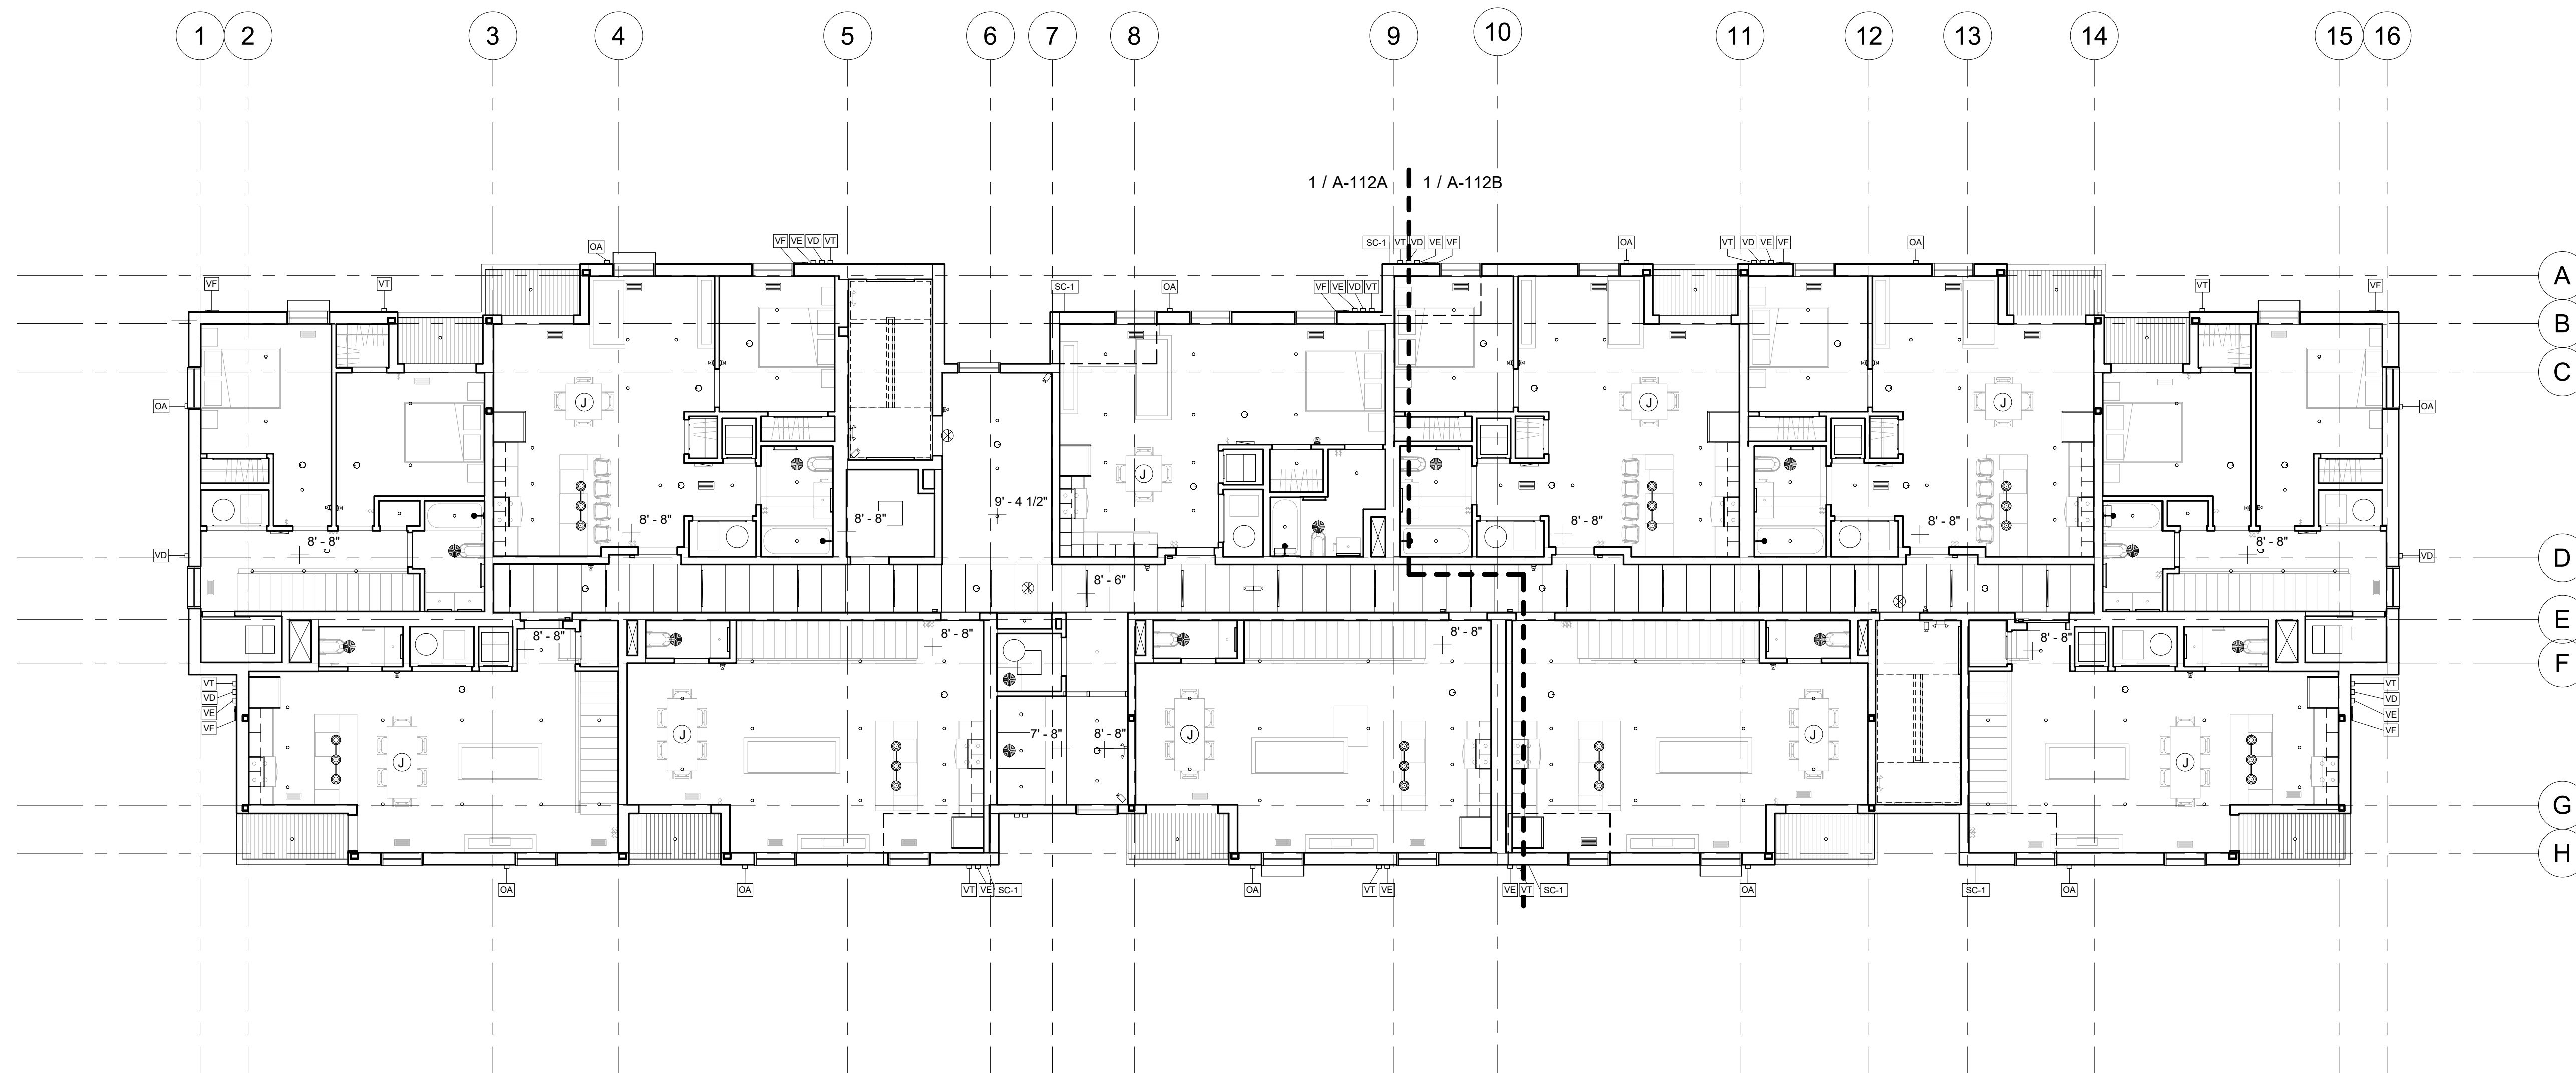 1 2 3 4 5 6 7 8 9 10 11 12 13 14 15 16
1 / A-112A 1 / A-112B
OA VF VE VD VT SC-1 VT VD VE VF OA VT VD VE VF OA
A
VF VT SC-1 OA VF VE VD VT VT VF
B
C
OA J J J OA
J
9' - 4 1/2"
8' - 8" 8' - 8" 8' - 8" 8' - 8"
8' - 8" 8' - 8"
VD VD
D
8' - 6"
E
8' - 8" 8' - 8" 8' - 8" 8' - 8"
F
VT VT
VD VD
VE VE
VF VF
J J J J
7' - 8" 8' - 8"
J J
G
H
OA OA VT VE SC-1 OA VT VE VE VT SC-1 OA SC-1 OA